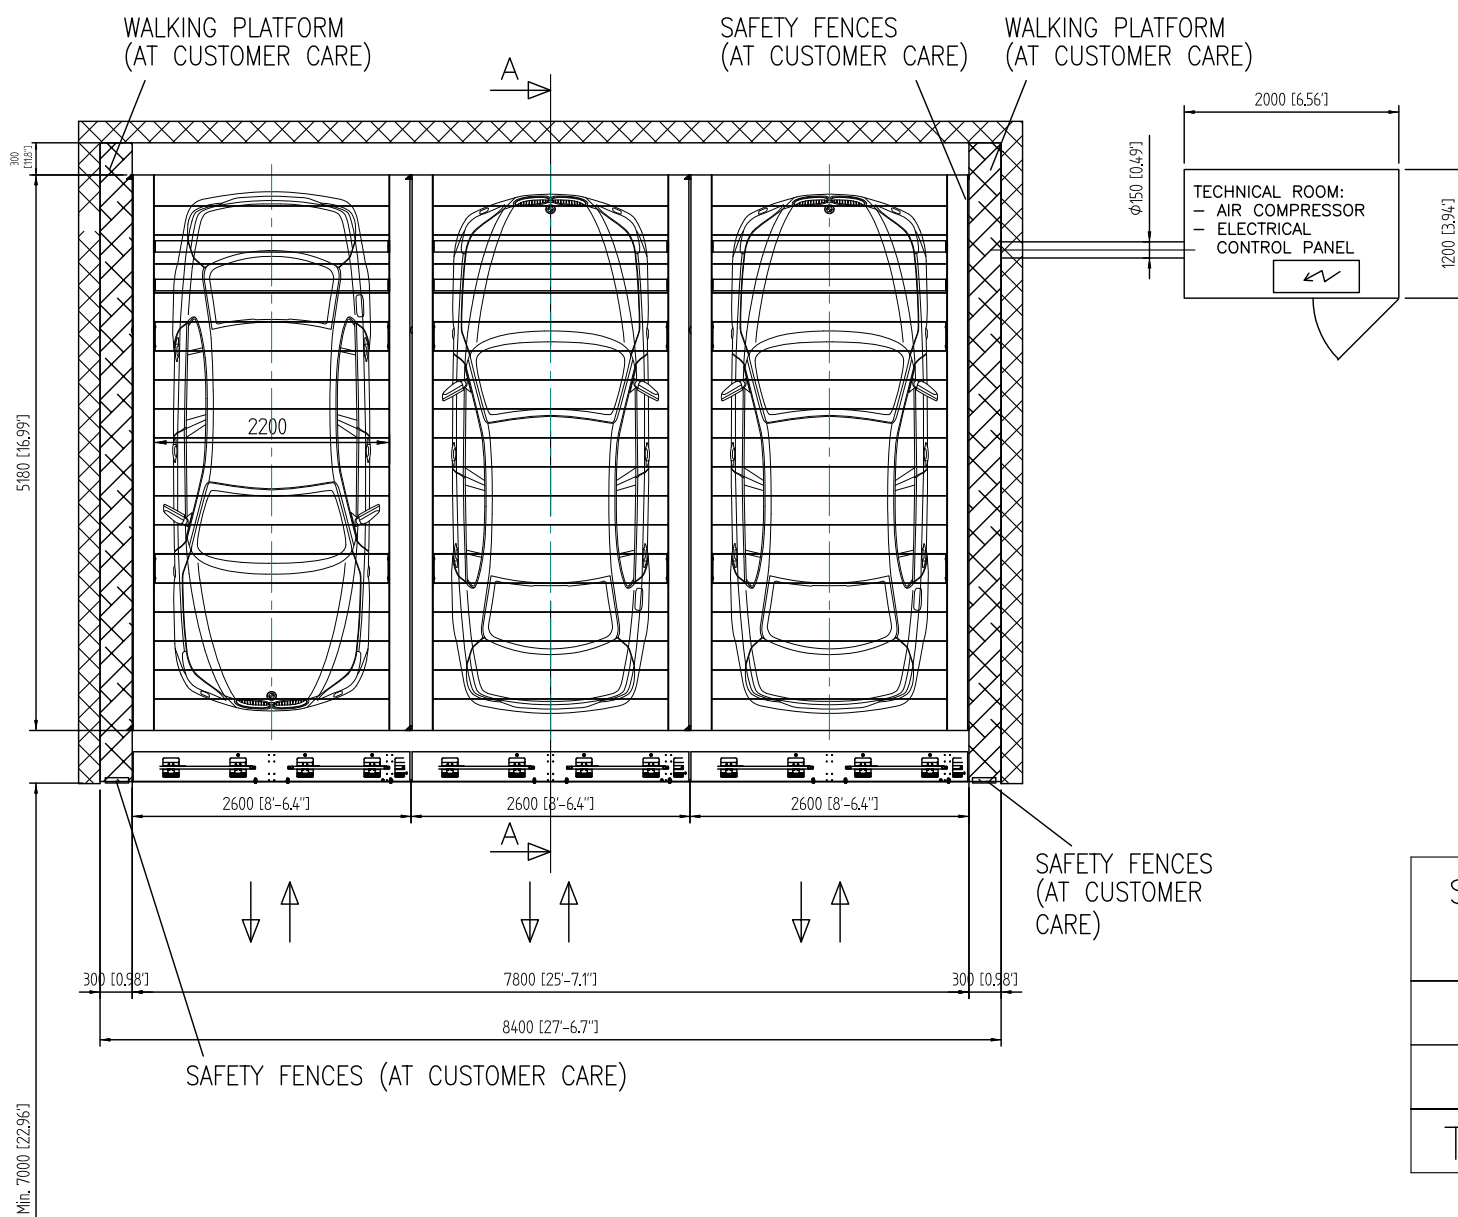 WALKING PLATFORM
(AT CUSTOMER CARE)
SAFETY FENCES
(AT CUSTOMER CARE)
WALKING PLATFORM
(AT CUSTOMER CARE)
A
2000 [6.56']
300
[11.8"]
Φ150 [0.49']
TECHNICAL ROOM:
– AIR COMPRESSOR
– ELECTRICAL
CONTROL PANEL
1200 [3.94']
5180 [16.99']
2200
2600 [8'-6.4"]
2600 [8'-6.4"]
2600 [8'-6.4"]
A
SAFETY FENCES
(AT CUSTOMER
CARE)
S
300 [0.98']
7800 [25'-7.1"]
300 [0.98']
8400 [27'-6.7"]
SAFETY FENCES (AT CUSTOMER CARE)
Min. 7000 [22.96']
T